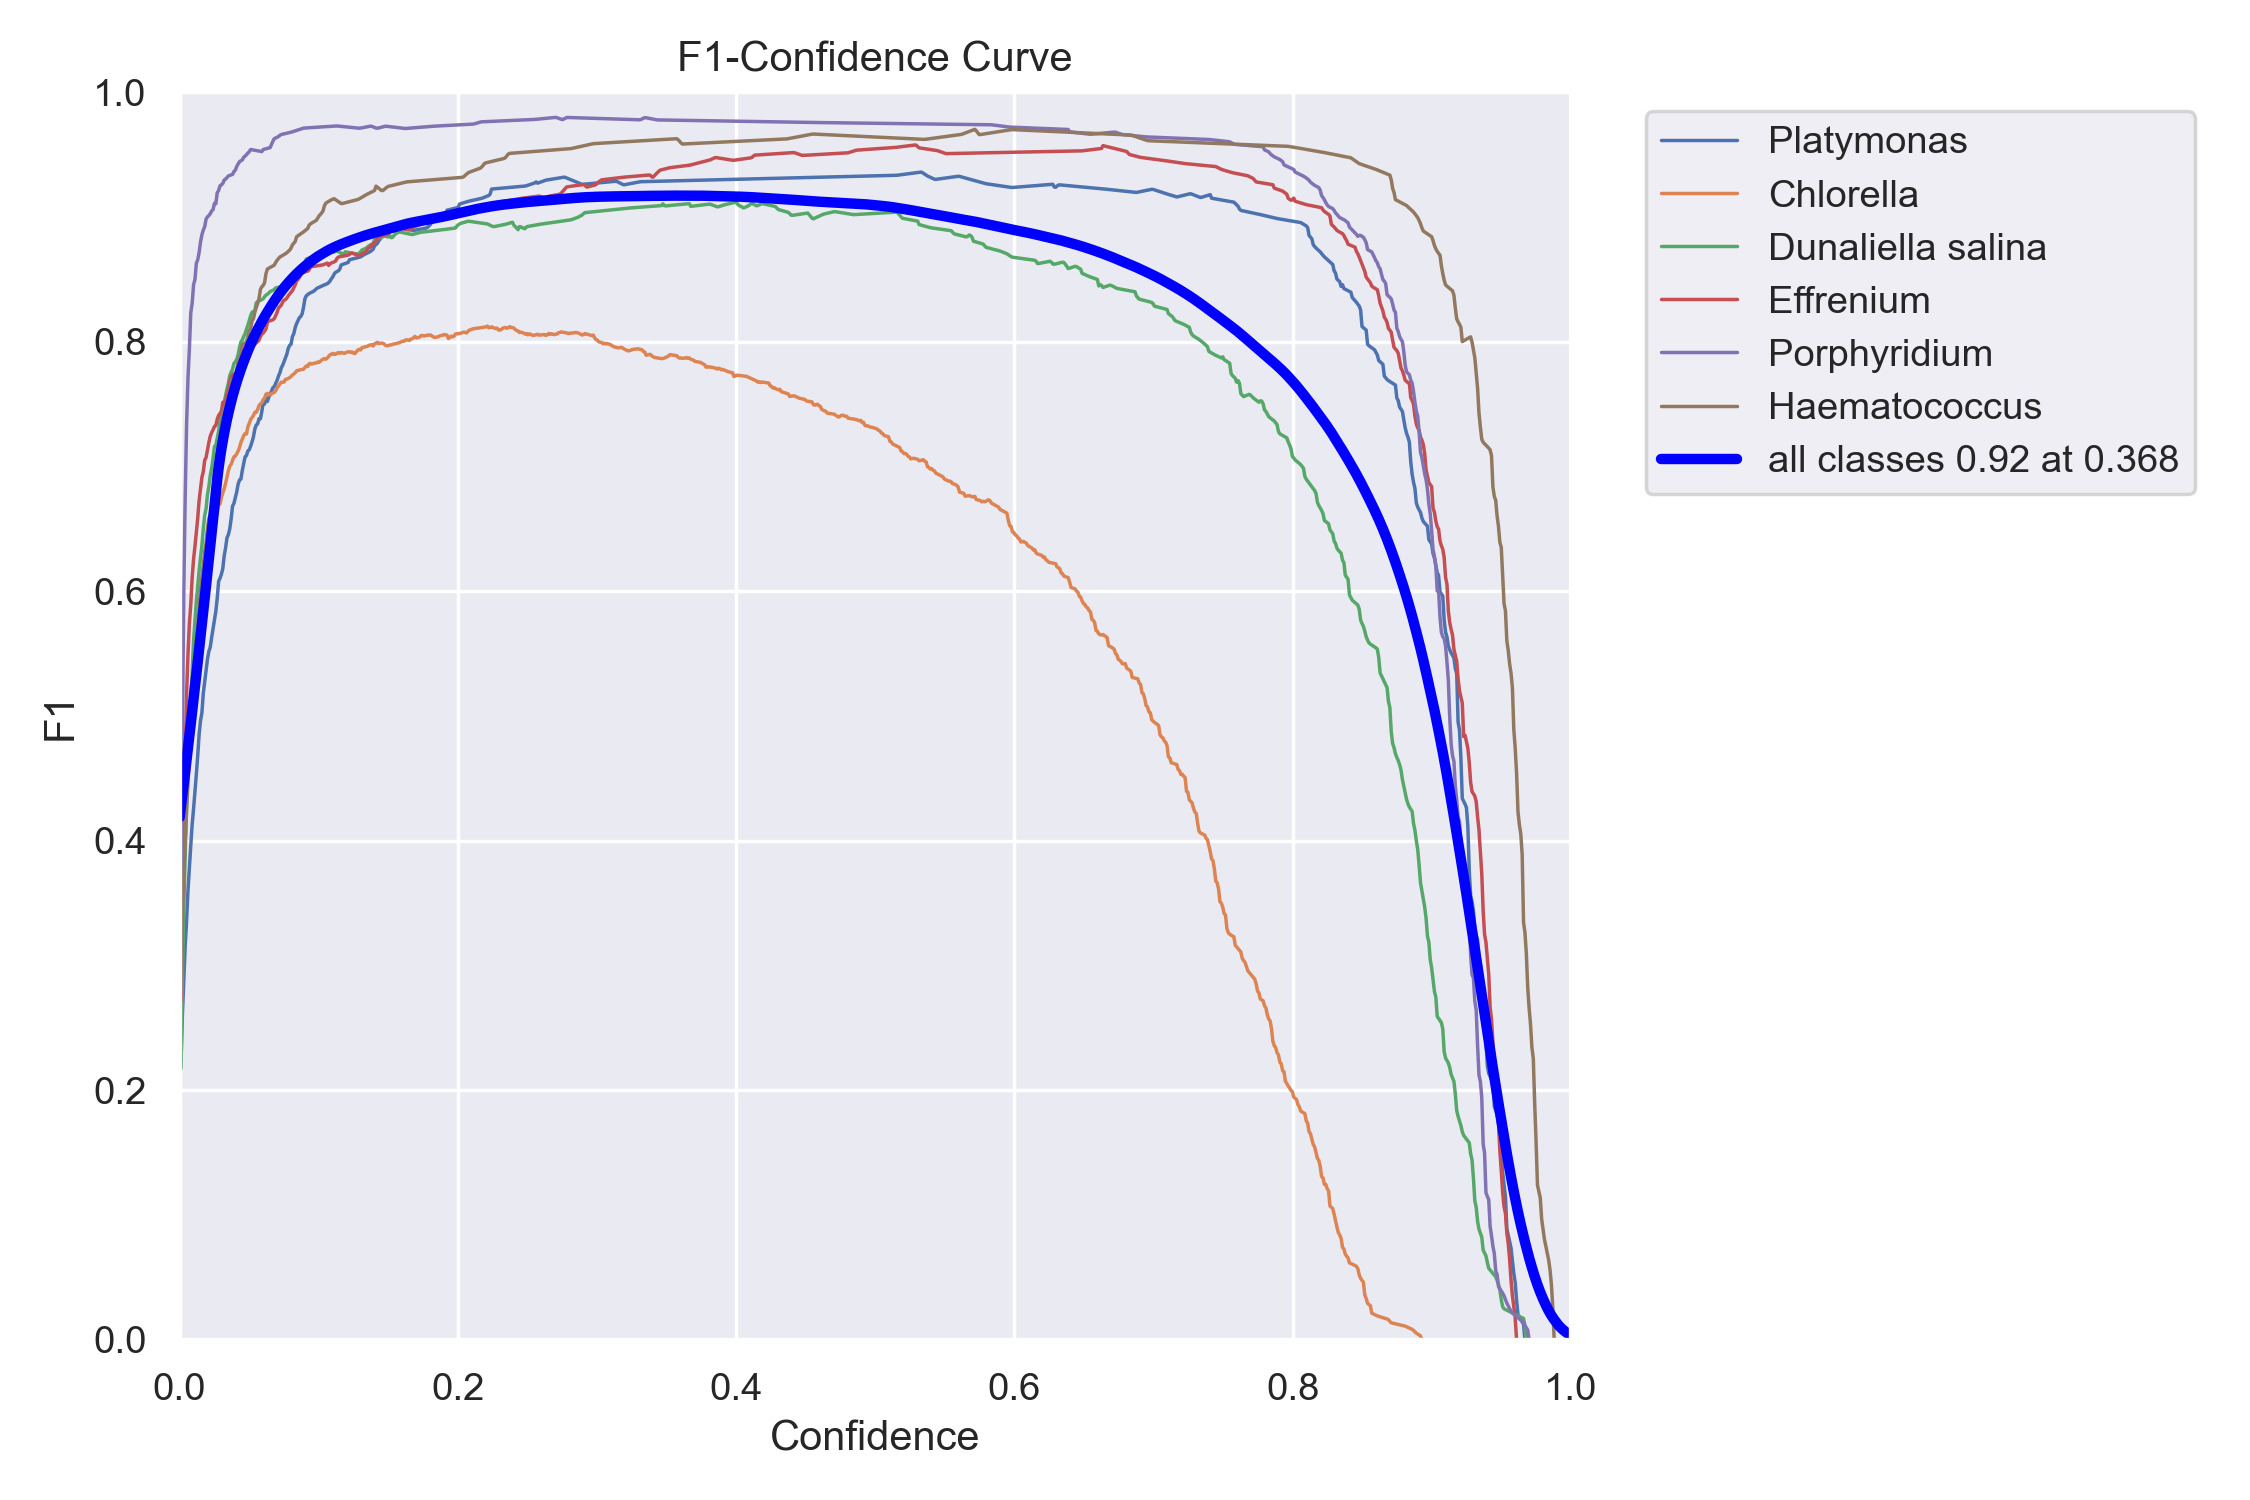 F1-Confidence Curve
1.0
0.8
0.6
0.4
0.2
0.0
F1
0.0 0.2 0.4 0.6 0.8 1.0
Confidence
Platymonas
Chlorella
Dunaliella salina
Effrenium
Porphyridium
Haematococcus
all classes 0.92 at 0.368